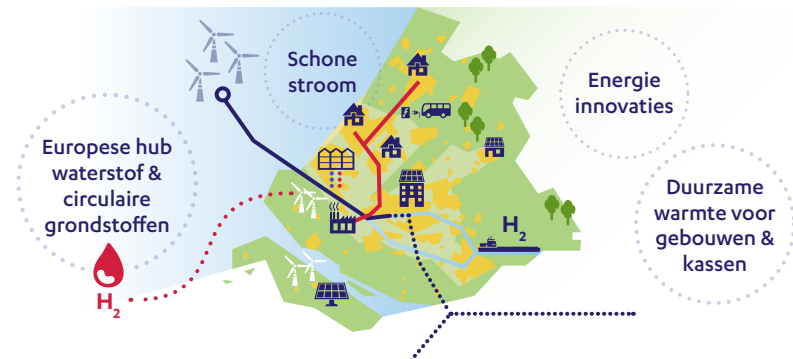 Schone
stroom
Energie
innovaties
Europese hub
waterstof &
circulaire
grondstoffen
Duurzame
warmte voor
gebouwen &
kassen
H2
H2